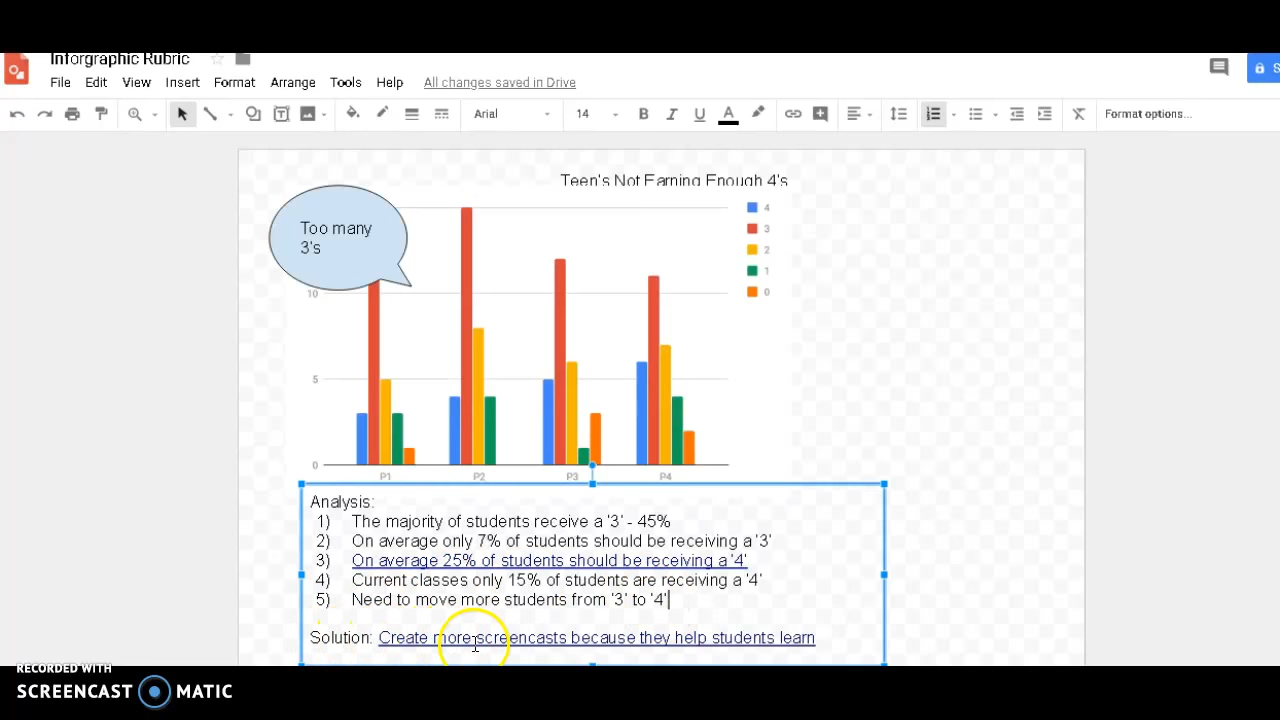 Inforgraphic Rubric
File Edit View Insert Format Arrange Tools Help All changes saved in Drive
Arial 14 B I U A Format options...
Teen's Not Earning Enough 4's
Too many
3's
4
3
2
1
0
10
5
0
P1 P2 P3 P4
Analysis:
1) The majority of students receive a '3' - 45%
2) On average only 7% of students should be receiving a '3'
3) On average 25% of students should be receiving a '4'
4) Current classes only 15% of students are receiving a '4'
5) Need to move more students from '3' to '4'
Solution: Create more screencasts because they help students learn
RECORDED WITH
SCREENCAST MATIC